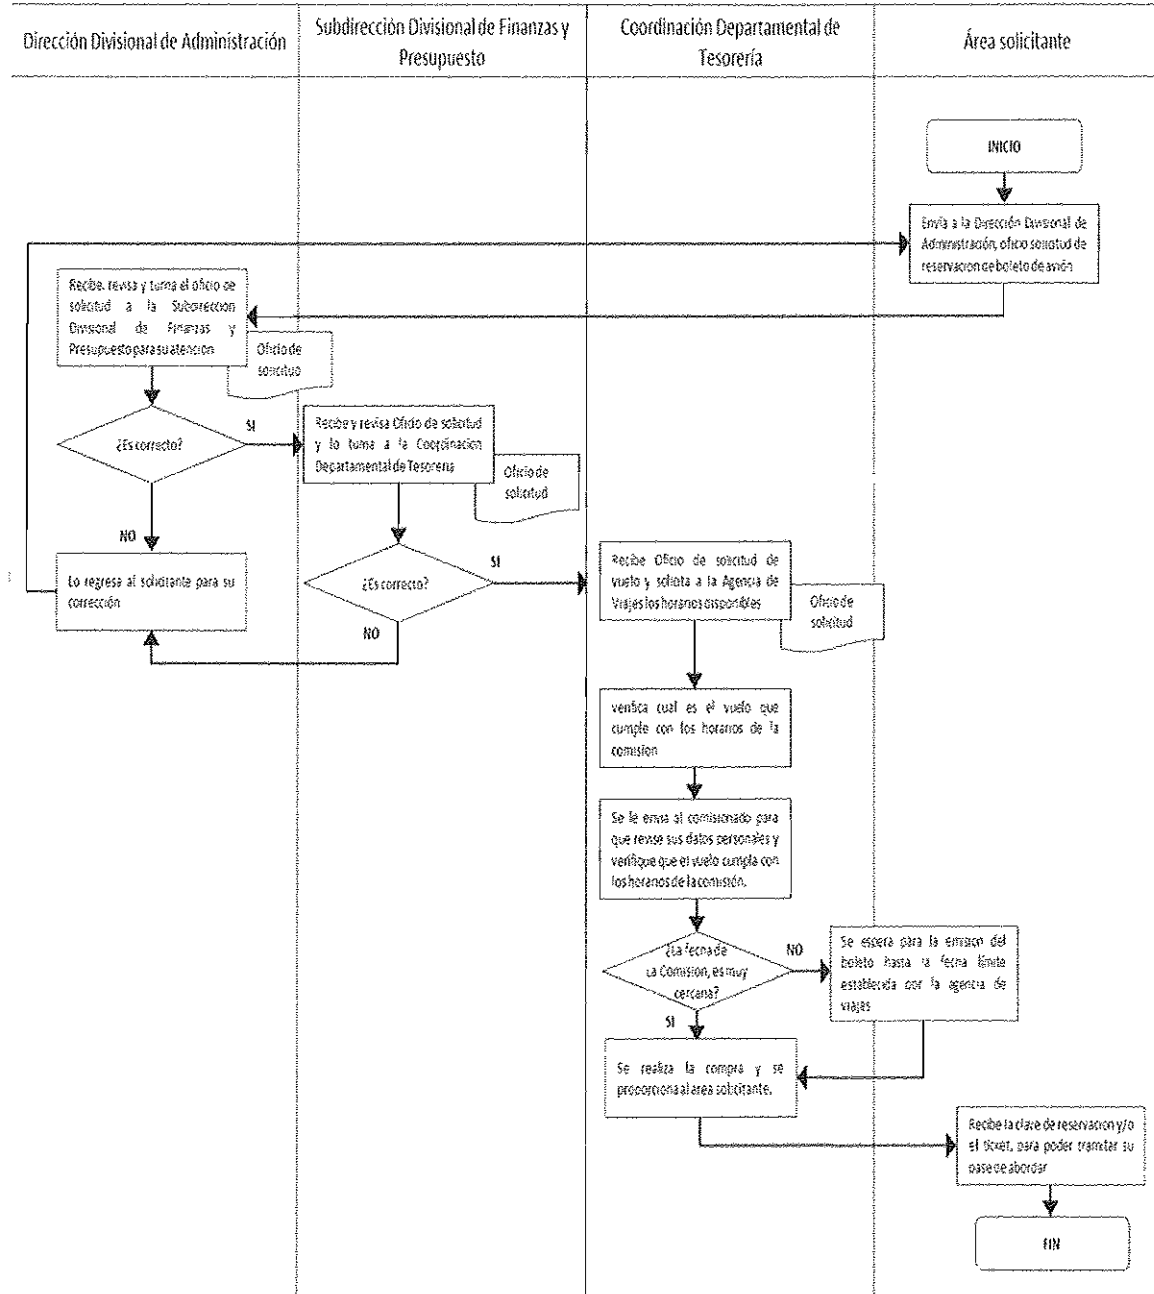 Dirección Divisional de Administración
Subdirección Divisional de Finanzas y
Presupuesto
Coordinación Departamental de
Tesorería
Área solicitante
INICIO
Envía a la Dirección Divisional de
Administración, oficio solicitud de
reservacion de boleto de avión
Recibe, revisa y turna el oficio de
solicitud a la Subdireccion
Divisional de Finanzas y
Presupuesto para su atencion
Oficio de
solicitud
¿Es correcto?
SI
NO
Recibe y revisa Oficio de solicitud
y lo turna a la Coordinacion
Departamental de Tesoreria
Oficio de
solicitud
Lo regresa al solicitante para su
corrección
¿Es correcto?
SI
NO
Recibe Oficio de solicitud de
vuelo y solicita a la Agencia de
Viajes los horarios disponibles
Oficio de
solicitud
verifica cual es el vuelo que
cumple con los horarios de la
comision
Se le envia al comisionado para
que revise sus datos personales y
verifique que el vuelo cumpla con
los horarios de la comisión.
¿La fecha de
La Comision, es muy
cercana?
NO
SI
Se espera para la emision del
boleto hasta la fecha límite
establecida por la agencia de
viajes
Se realiza la compra y se
proporciona al area solicitante.
Recibe la clave de reservacion y/o
el ticket, para poder tramitar su
pase de abordar
FIN